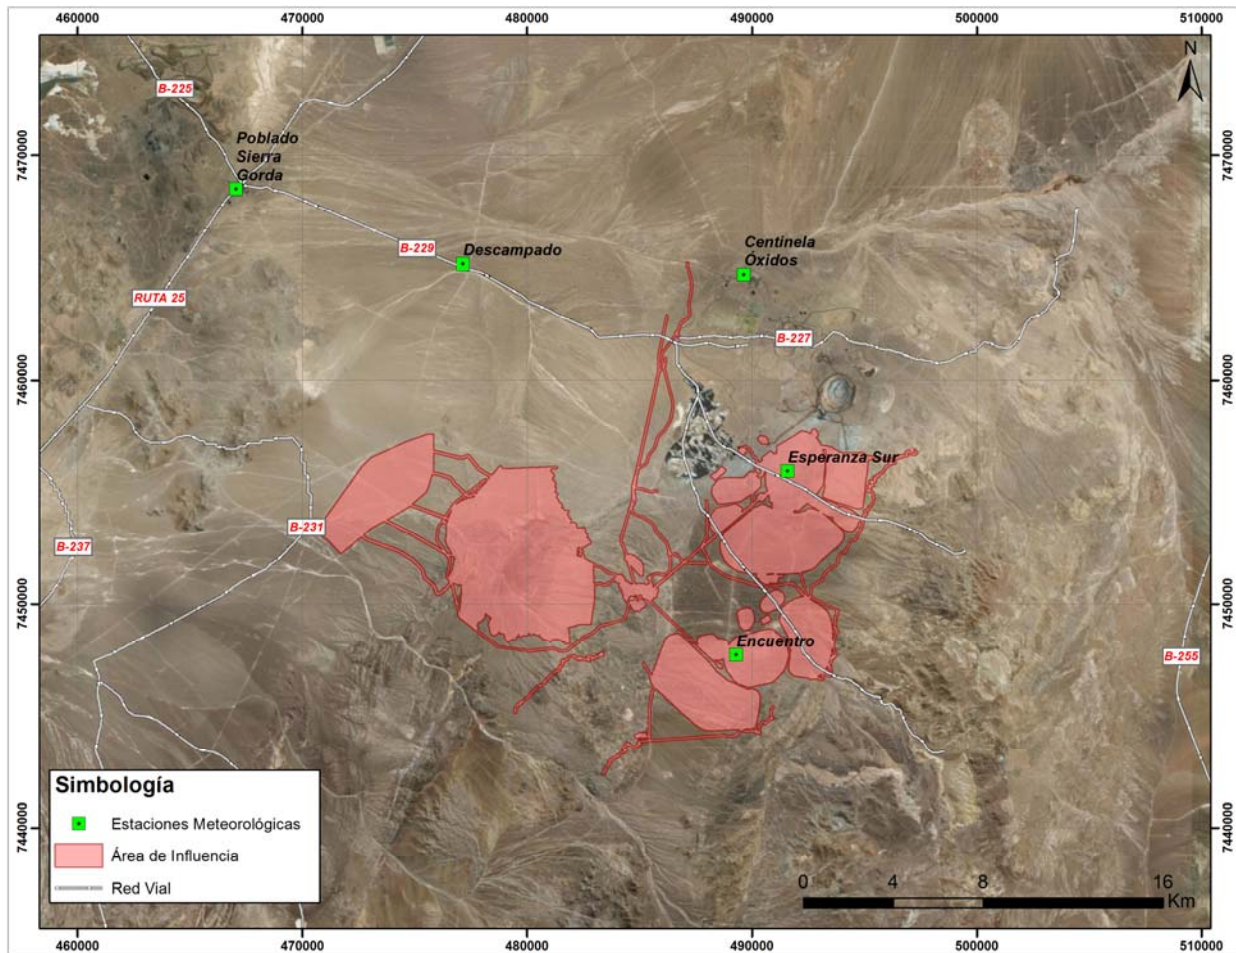 460000
470000
480000
490000
500000
510000
N
B-225
Poblado
Sierra
Gorda
7470000
7470000
B-229
Descampado
Centinela
Óxidos
RUTA 25
B-227
7460000
7460000
Esperanza Sur
B-231
B-237
7450000
7450000
Encuentro
B-255
Simbología
Estaciones Meteorológicas
Área de Influencia
Red Vial
7440000
7440000
0 4 8 16
Km
460000
470000
480000
490000
500000
510000